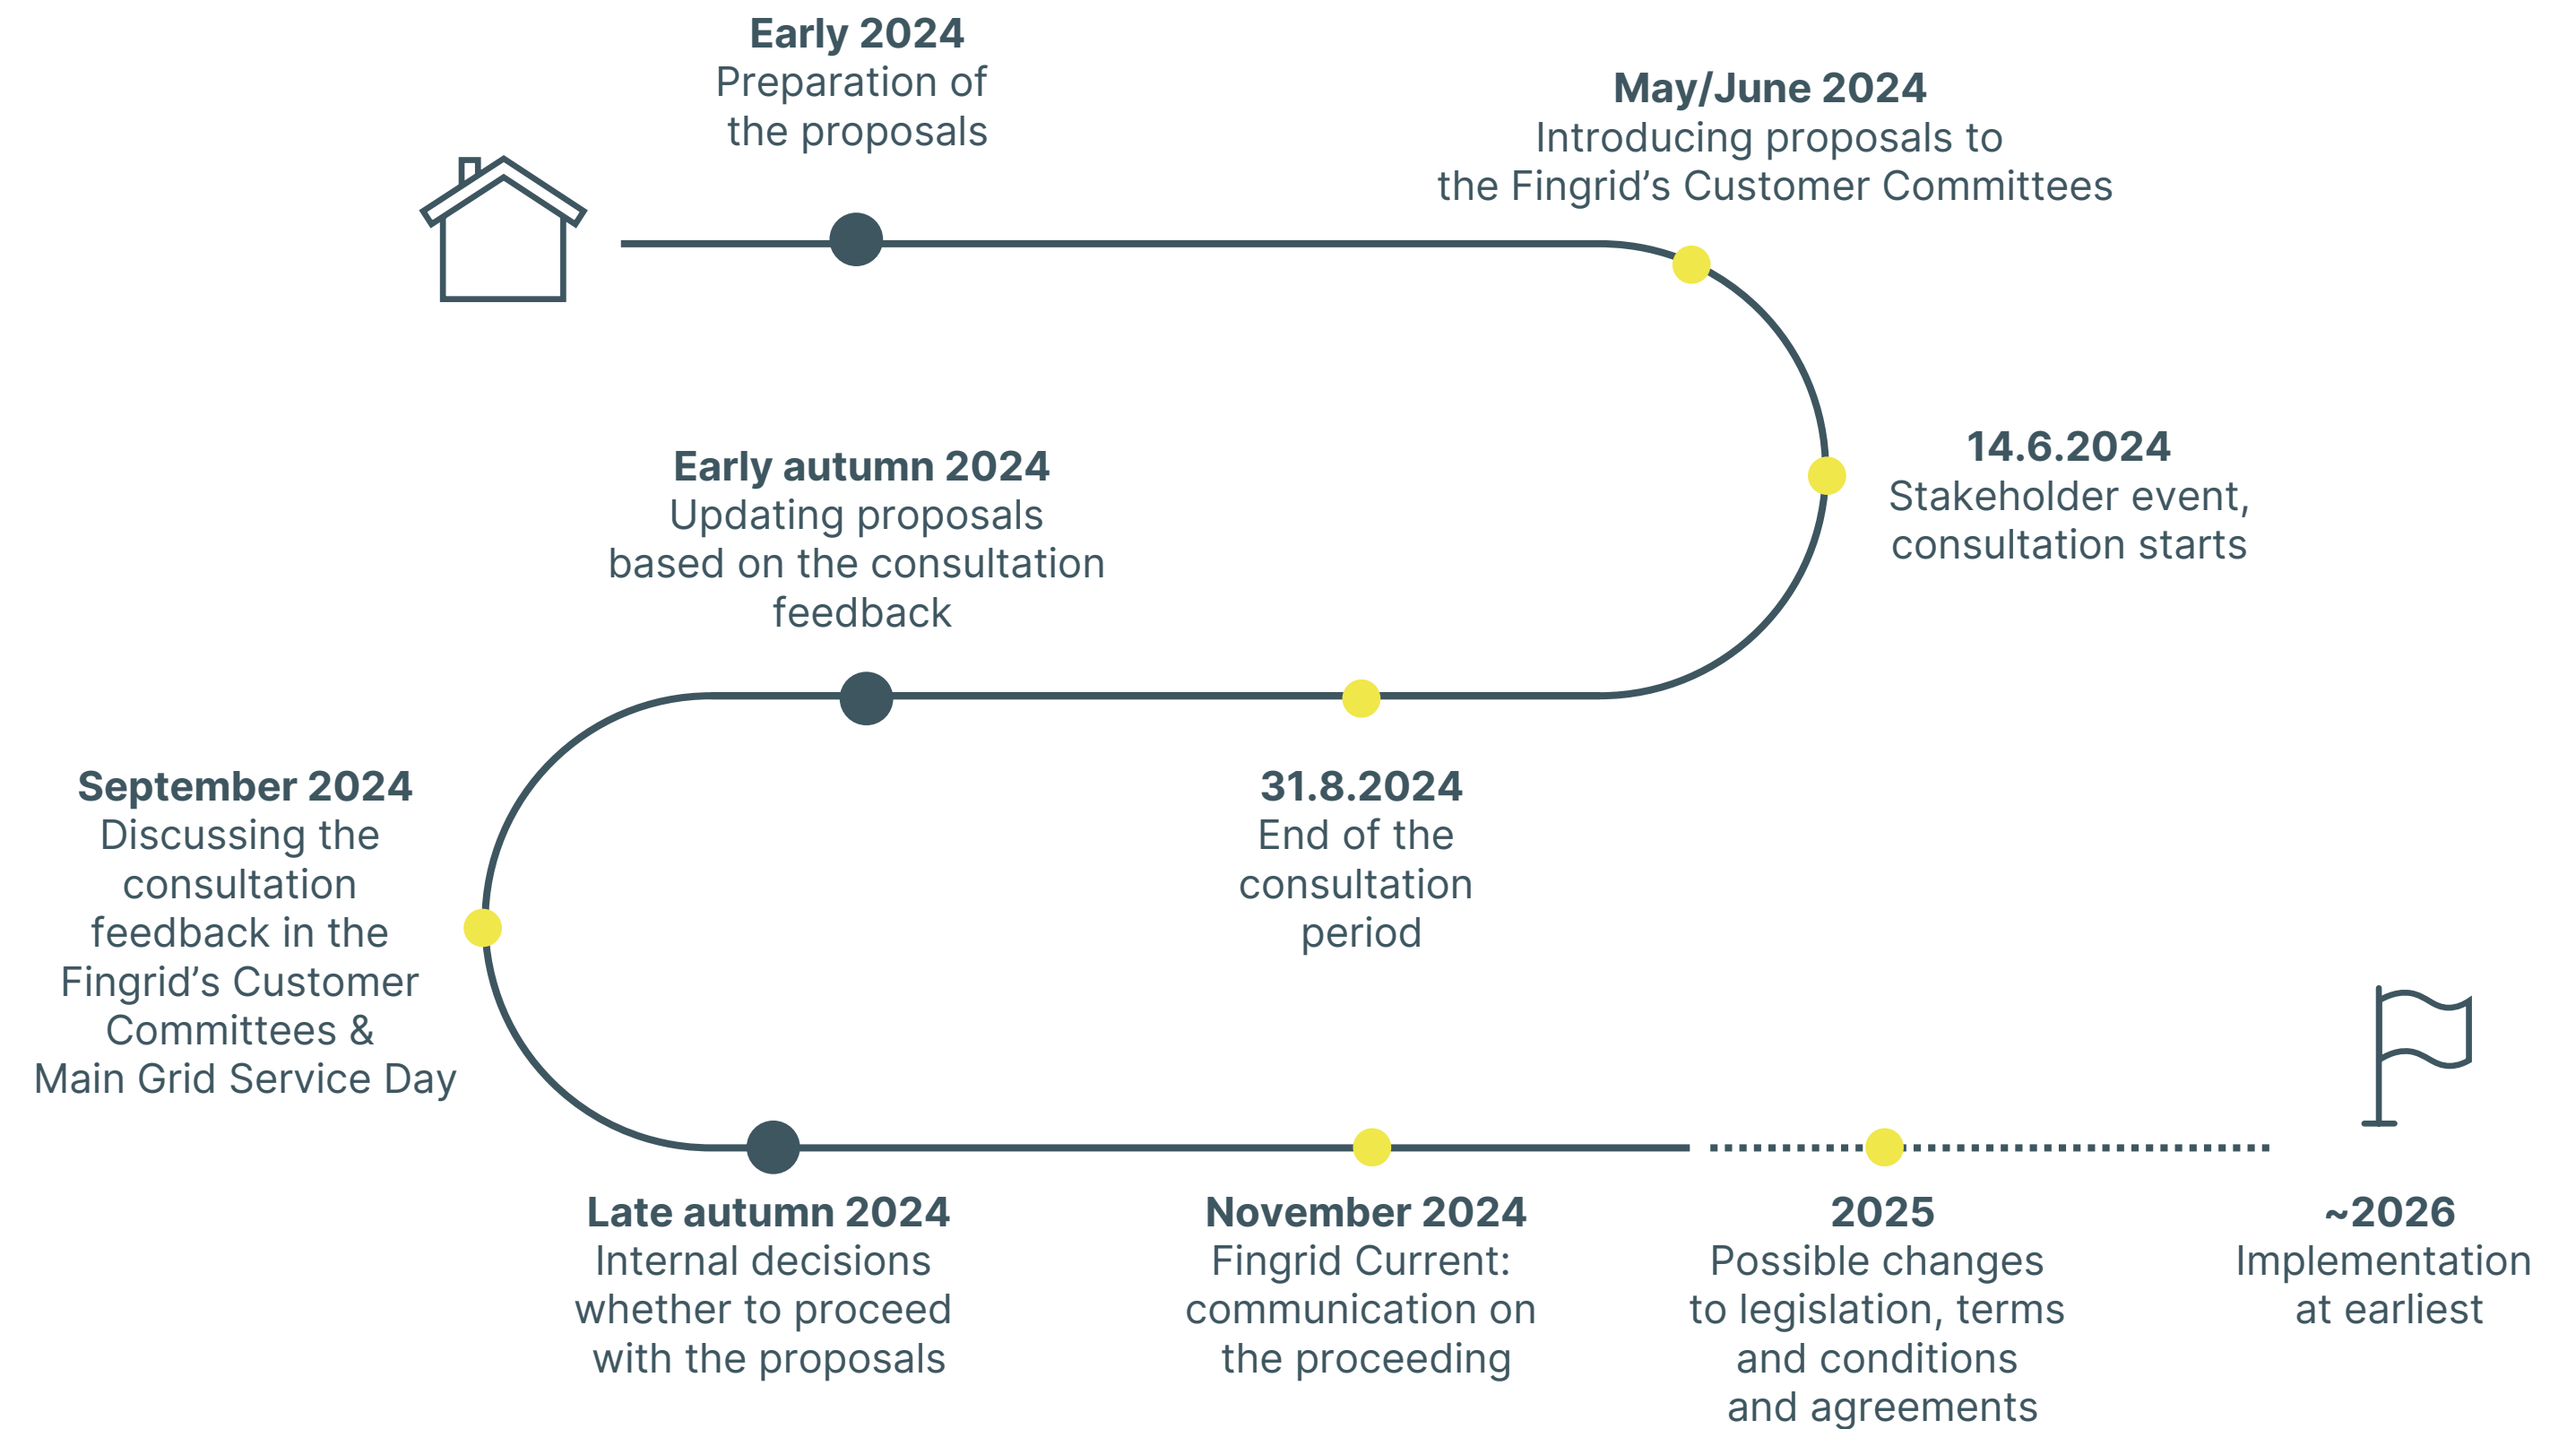 Early 2024
Preparation of
the proposals
May/June 2024
Introducing proposals to
the Fingrid’s Customer Committees
14.6.2024
Stakeholder event,
consultation starts
31.8.2024
End of the
consultation
period
Early autumn 2024
Updating proposals
based on the consultation
feedback
September 2024
Discussing the
consultation
feedback in the
Fingrid’s Customer
Committees &
Main Grid Service Day
Late autumn 2024
Internal decisions
whether to proceed
with the proposals
November 2024
Fingrid Current:
communication on
the proceeding
2025
Possible changes
to legislation, terms
and conditions
and agreements
~2026
Implementation
at earliest